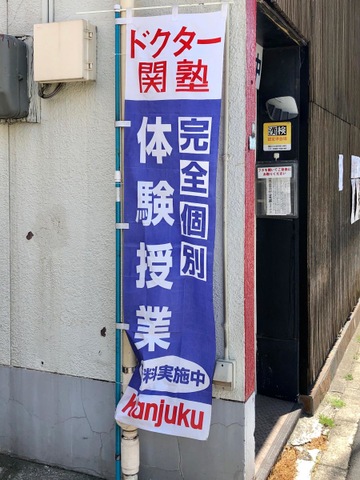 ドクター
関塾
完全個別
体験授業
料実施中
Kanjuku